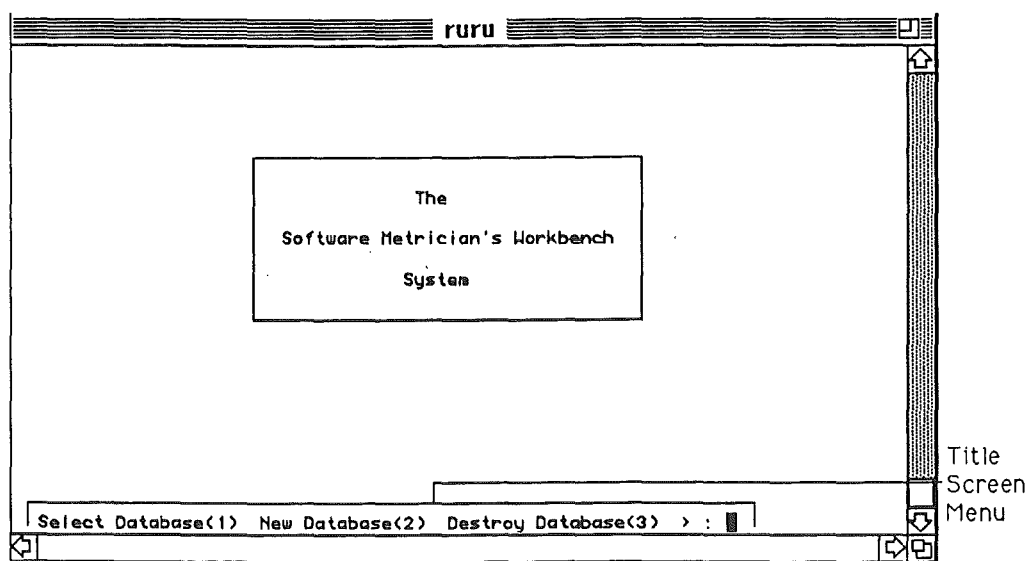 ruru
The
Software Metrician's Workbench
System
Select Database(1) New Database(2) Destroy Database(3) > :
Title
Screen
Menu